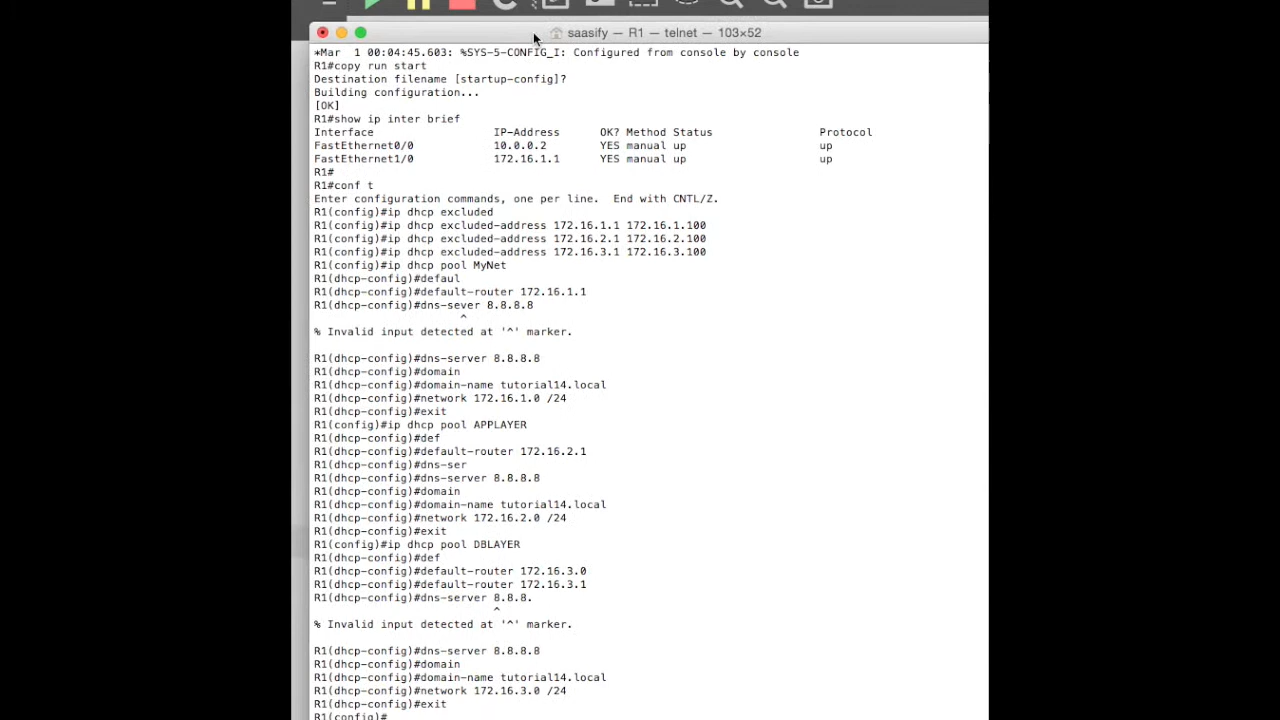 saasify — R1 — telnet — 103×52
*Mar  1 00:04:45.603: %SYS-5-CONFIG_I: Configured from console by console
R1#copy run start
Destination filename [startup-config]?
Building configuration...
[OK]
R1#show ip inter brief
Interface                  IP-Address      OK? Method Status                Protocol
FastEthernet0/0            10.0.0.2        YES manual up                    up
FastEthernet1/0            172.16.1.1      YES manual up                    up
R1#
R1#conf t
Enter configuration commands, one per line.  End with CNTL/Z.
R1(config)#ip dhcp excluded
R1(config)#ip dhcp excluded-address 172.16.1.1 172.16.1.100
R1(config)#ip dhcp excluded-address 172.16.2.1 172.16.2.100
R1(config)#ip dhcp excluded-address 172.16.3.1 172.16.3.100
R1(config)#ip dhcp pool MyNet
R1(dhcp-config)#defaul
R1(dhcp-config)#default-router 172.16.1.1
R1(dhcp-config)#dns-sever 8.8.8.8
^
% Invalid input detected at '^' marker.
R1(dhcp-config)#dns-server 8.8.8.8
R1(dhcp-config)#domain
R1(dhcp-config)#domain-name tutorial14.local
R1(dhcp-config)#network 172.16.1.0 /24
R1(dhcp-config)#exit
R1(config)#ip dhcp pool APPLAYER
R1(dhcp-config)#def
R1(dhcp-config)#default-router 172.16.2.1
R1(dhcp-config)#dns-ser
R1(dhcp-config)#dns-server 8.8.8.8
R1(dhcp-config)#domain
R1(dhcp-config)#domain-name tutorial14.local
R1(dhcp-config)#network 172.16.2.0 /24
R1(dhcp-config)#exit
R1(config)#ip dhcp pool DBLAYER
R1(dhcp-config)#def
R1(dhcp-config)#default-router 172.16.3.0
R1(dhcp-config)#default-router 172.16.3.1
R1(dhcp-config)#dns-server 8.8.8.
^
% Invalid input detected at '^' marker.
R1(dhcp-config)#dns-server 8.8.8.8
R1(dhcp-config)#domain
R1(dhcp-config)#domain-name tutorial14.local
R1(dhcp-config)#network 172.16.3.0 /24
R1(dhcp-config)#exit
R1(config)#